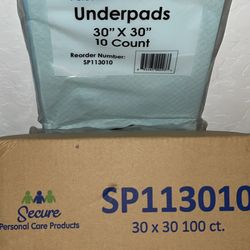 Underpads
30" X 30"
10 Count
Reorder Number:
SP113010
Secure
Personal Care Products
SP113010
30 x 30 100 ct.